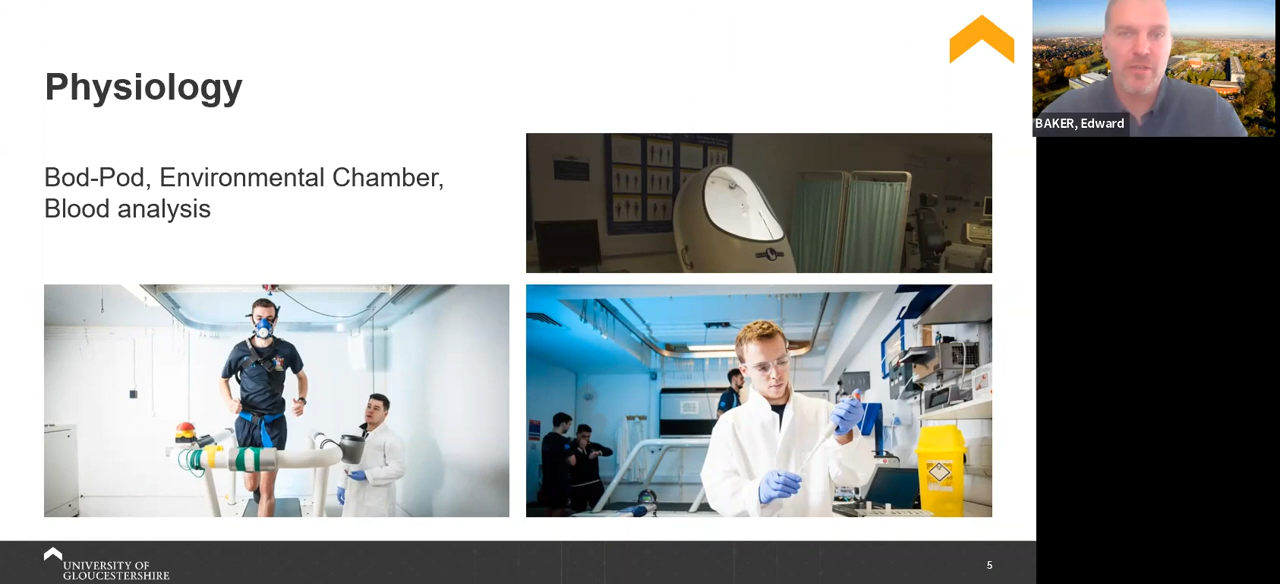 Physiology
BAKER, Edward
Bod-Pod, Environmental Chamber,
Blood analysis
UNIVERSITY OF
GLOUCESTERSHIRE
5